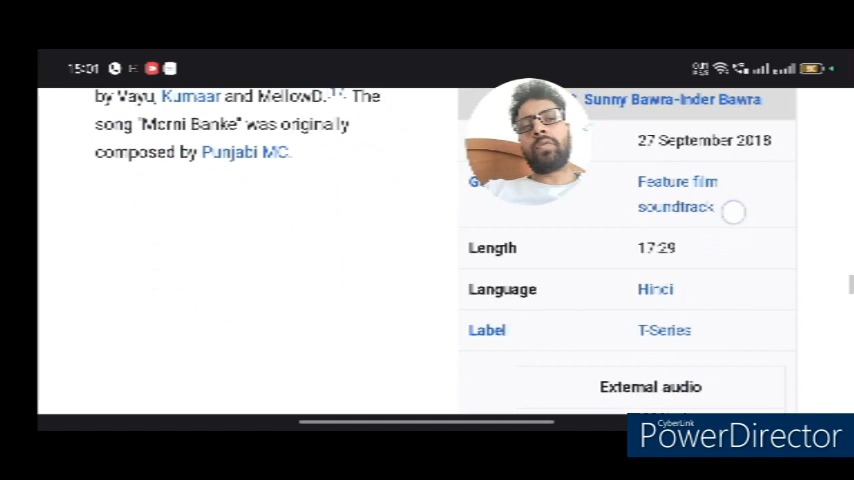 15:01
by Vayu, Kumaar and MellowD. The
song "Morni Banke" was originally
composed by Punjabi MC.
Sunny Bawra-Inder Bawra
27 September 2018
Feature film
soundtrack
Length 17:29
Language Hindi
Label T-Series
External audio
CyberLink
PowerDirector